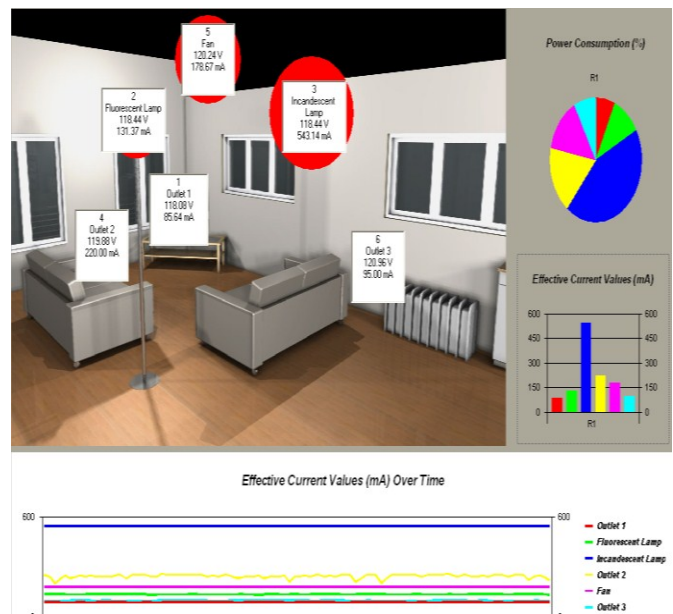 5
Fan
120.24 V
178.67 mA
3
Incandescent
Lamp
118.44 V
543.14 mA
2
Fluorescent Lamp
118.44 V
131.37 mA
1
Outlet 1
118.08 V
85.64 mA
4
Outlet 2
119.88 V
220.00 mA
6
Outlet 3
120.96 V
95.00 mA
Power Consumption (%)
R1
Effective Current Values (mA)
600 600
450 450
300 300
150 150
0 0
R1
Effective Current Values (mA) Over Time
600 600
Outlet 1
Fluorescent Lamp
Incandescent Lamp
Outlet 2
Fan
Outlet 3